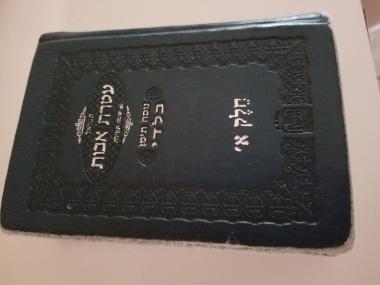 עטרת אבות
נוסח תימן
בלדי
חלק א׳